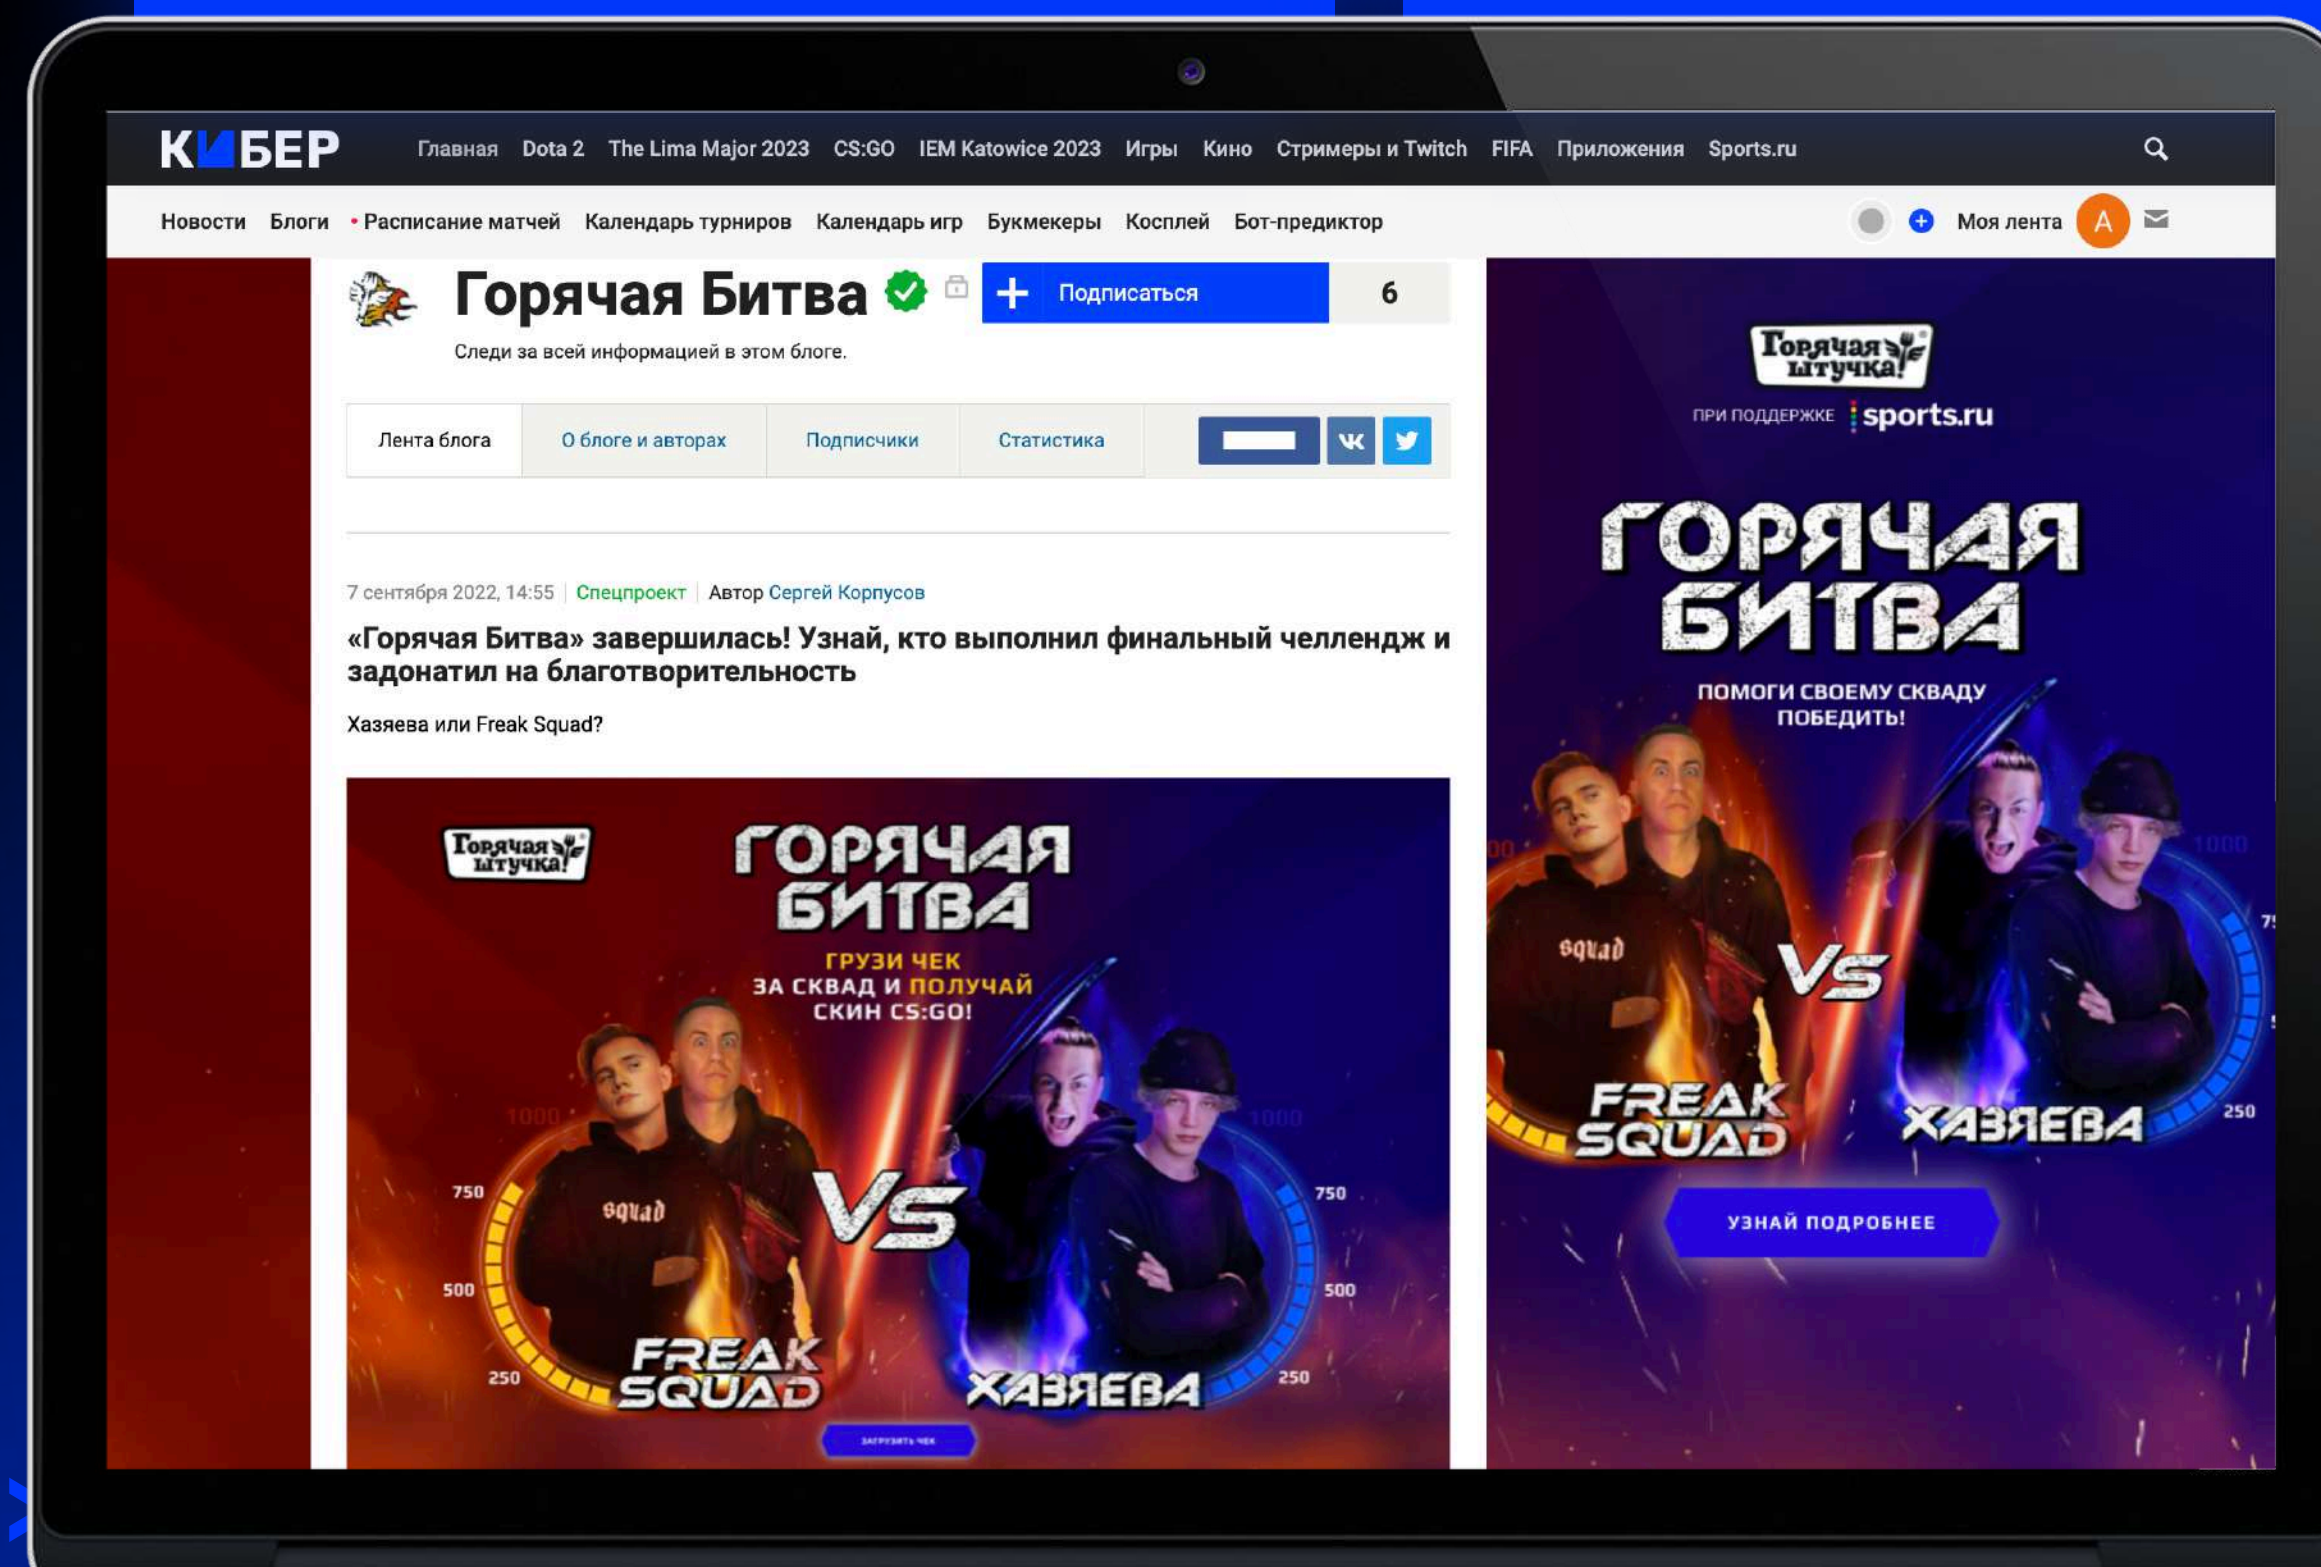 КИБЕР
Главная Dota 2 The Lima Major 2023 CS:GO IEM Katowice 2023 Игры Кино Стримеры и Twitch FIFA Приложения Sports.ru
Новости Блоги • Расписание матчей Календарь турниров Календарь игр Букмекеры Косплей Бот-предиктор
Моя лента A
Горячая Битва
Подписаться 6
Следи за всей информацией в этом блоге.
Лента блога О блоге и авторах Подписчики Статистика
7 сентября 2022, 14:55 | Спецпроект | Автор Сергей Корпусов
«Горячая Битва» завершилась! Узнай, кто выполнил финальный челлендж и
задонатил на благотворительность
Хазяева или Freak Squad?
Горячая
штучка!
ГОРЯЧАЯ
БИТВА
ГРУЗИ ЧЕК
ЗА СКВАД И ПОЛУЧАЙ
СКИН CS:GO!
1000
1000
750
750
squad
Vs
500
500
250
250
FREAK
SQUAD
ХАЗЯЕВА
ЗАГРУЗИТЬ ЧЕК
Горячая
штучка!
ПРИ ПОДДЕРЖКЕ sports.ru
ГОРЯЧАЯ
БИТВА
ПОМОГИ СВОЕМУ СКВАДУ
ПОБЕДИТЬ!
1000
squad
Vs
250
FREAK
SQUAD
ХАЗЯЕВА
УЗНАЙ ПОДРОБНЕЕ